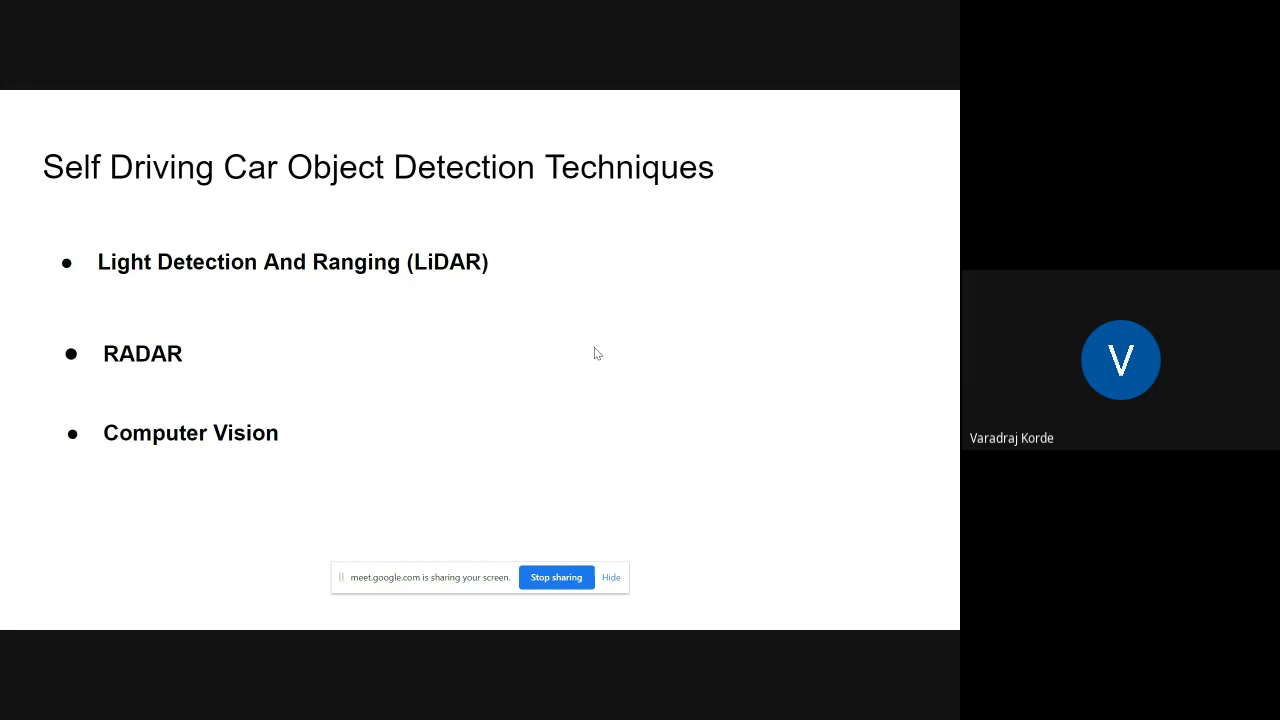 Self Driving Car Object Detection Techniques
● Light Detection And Ranging (LiDAR)
● RADAR
● Computer Vision
meet.google.com is sharing your screen. Stop sharing Hide
V
Varadraj Korde